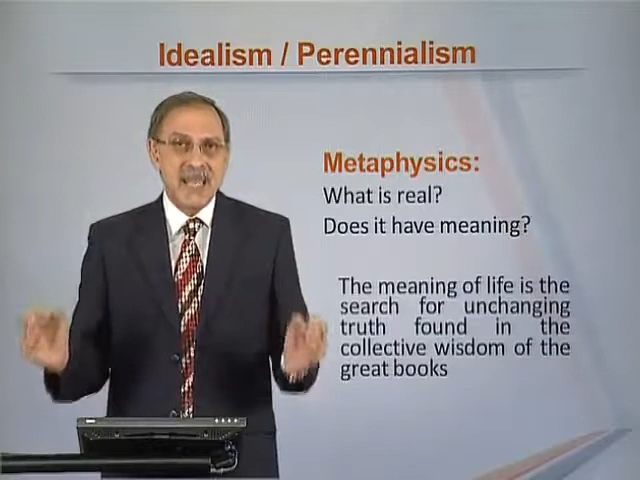 Idealism / Perennialism
Metaphysics:
What is real?
Does it have meaning?
The meaning of life is the
search for unchanging
truth found in the
collective wisdom of the
great books